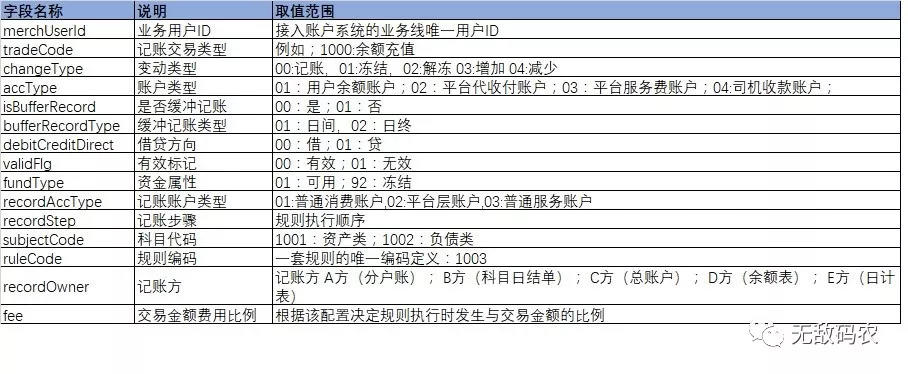 字段名称 说明 取值范围
merchUserId 业务用户ID 接入账户系统的业务线唯一用户ID
tradeCode 记账交易类型 例如；1000:余额充值
changeType 变动类型 00:记账，01:冻结，02:解冻 03:增加 04:减少
accType 账户类型 01：用户余额账户；02：平台代收付账户；03：平台服务费账户；04:司机收款账户；
isBufferRecord 是否缓冲记账 00：是；01：否
bufferRecordType 缓冲记账类型 01：日间，02：日终
debitCreditDirect 借贷方向 00：借；01：贷
validFlg 有效标记 00：有效；01：无效
fundType 资金属性 01：可用；92：冻结
recordAccType 记账账户类型 01:普通消费账户,02:平台层账户,03:普通服务账户
recordStep 记账步骤 规则执行顺序
subjectCode 科目代码 1001：资产类；1002：负债类
ruleCode 规则编码 一套规则的唯一编码定义：1003
recordOwner 记账方 记账方 A方（分户账）； B方（科目日结单）； C方（总账户）； D方（余额表）； E方（日计
表）
fee 交易金额费用比例 根据该配置决定规则执行时发生与交易金额的比例
无敌码农